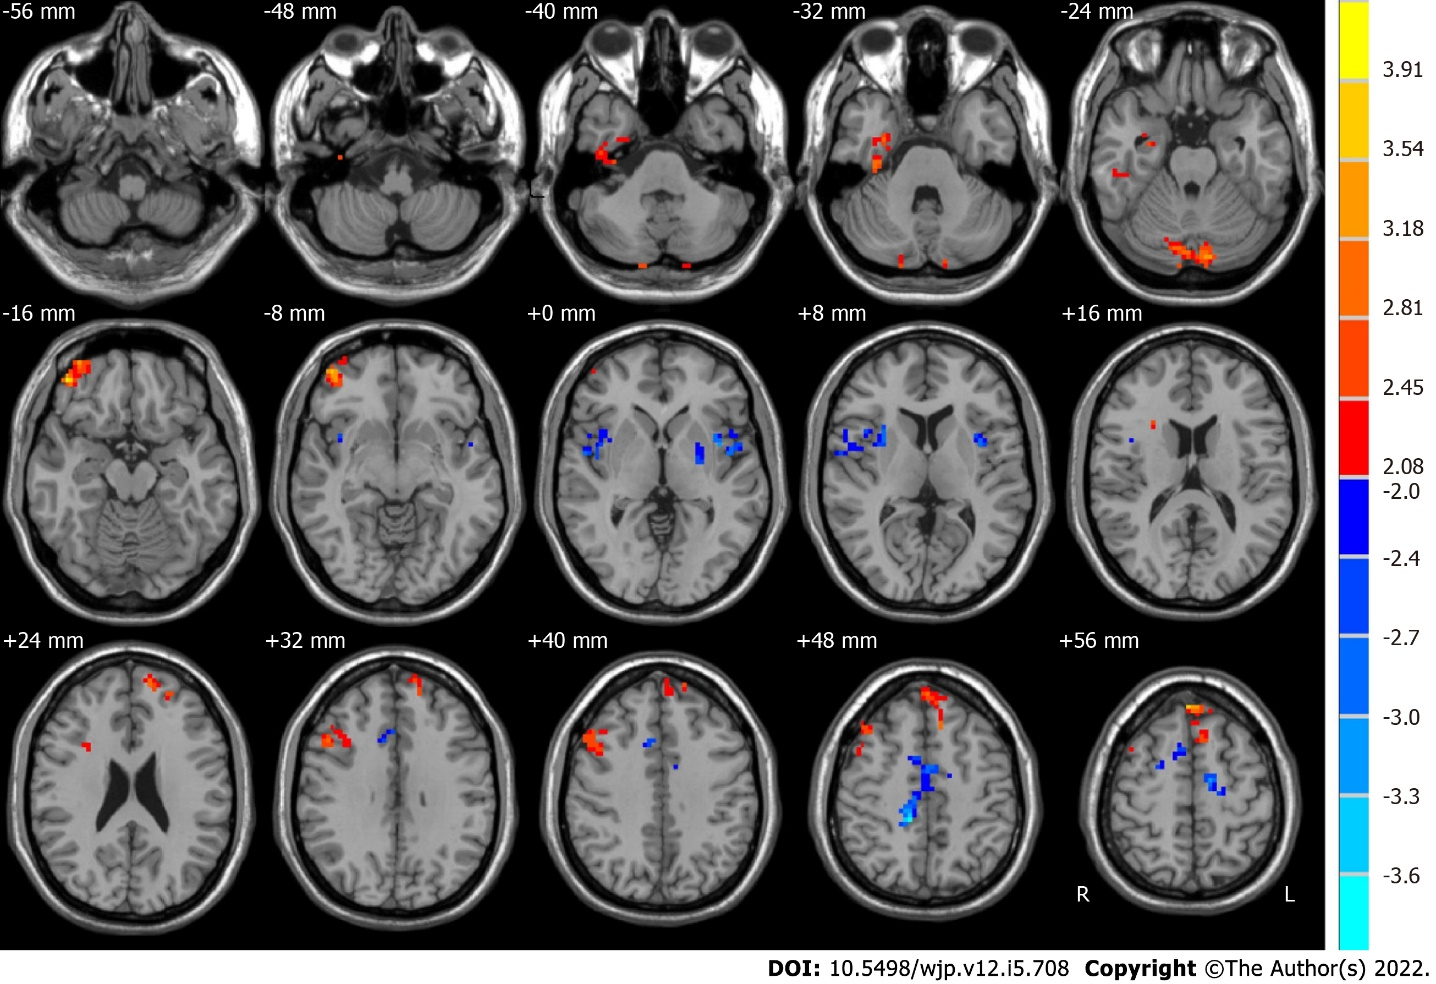 -56 mm
-48 mm
-40 mm
-32 mm
-24 mm
-16 mm
-8 mm
+0 mm
+8 mm
+16 mm
+24 mm
+32 mm
+40 mm
+48 mm
+56 mm
R
L
3.91
3.54
3.18
2.81
2.45
2.08
-2.0
-2.4
-2.7
-3.0
-3.3
-3.6
DOI: 10.5498/wjp.v12.i5.708 Copyright ©The Author(s) 2022.